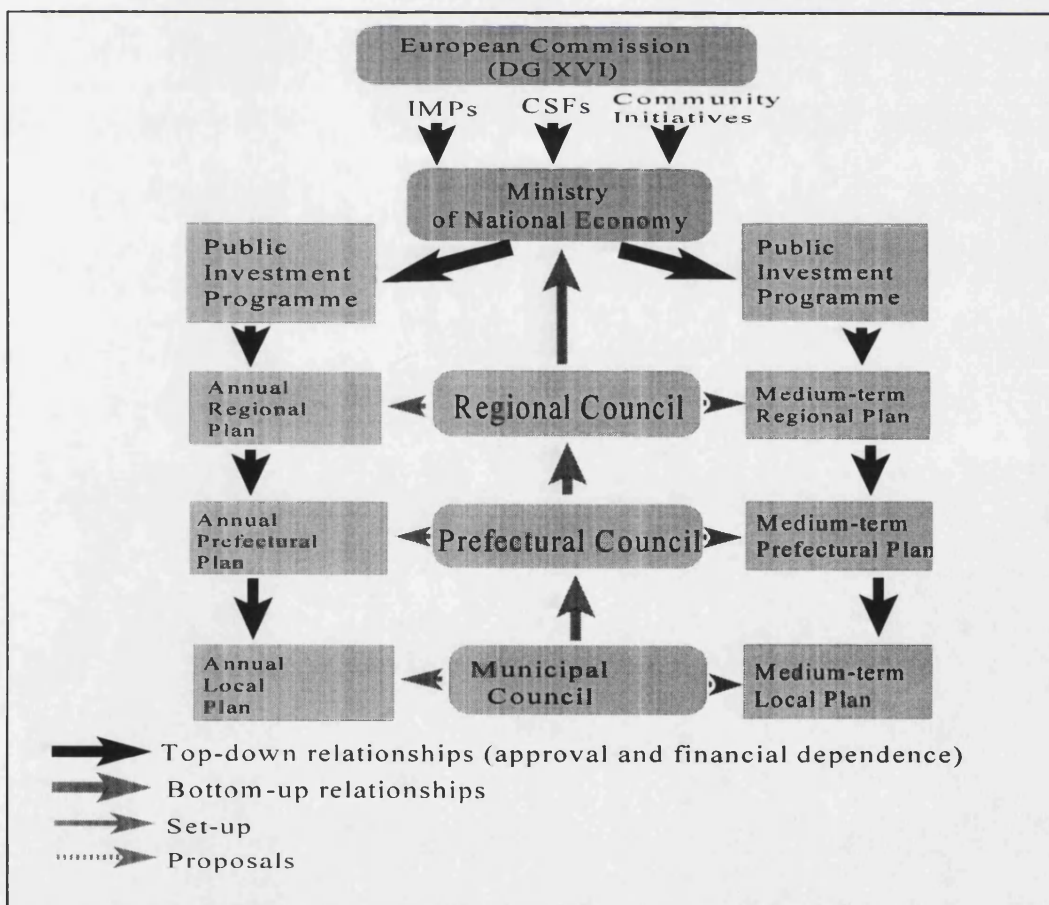 European Commission
(DG XVI)
IMPs
CSFs
Community
Initiatives
Ministry
of National Economy
Public
Investment
Programme
Public
Investment
Programme
Annual
Regional
Plan
Regional Council
Medium-term
Regional Plan
Annual
Prefectural
Plan
Prefectural Council
Medium-term
Prefectural Plan
Annual
Local
Plan
Municipal
Council
Medium-term
Local Plan
Top-down relationships (approval and financial dependence)
Bottom-up relationships
Set-up
Proposals